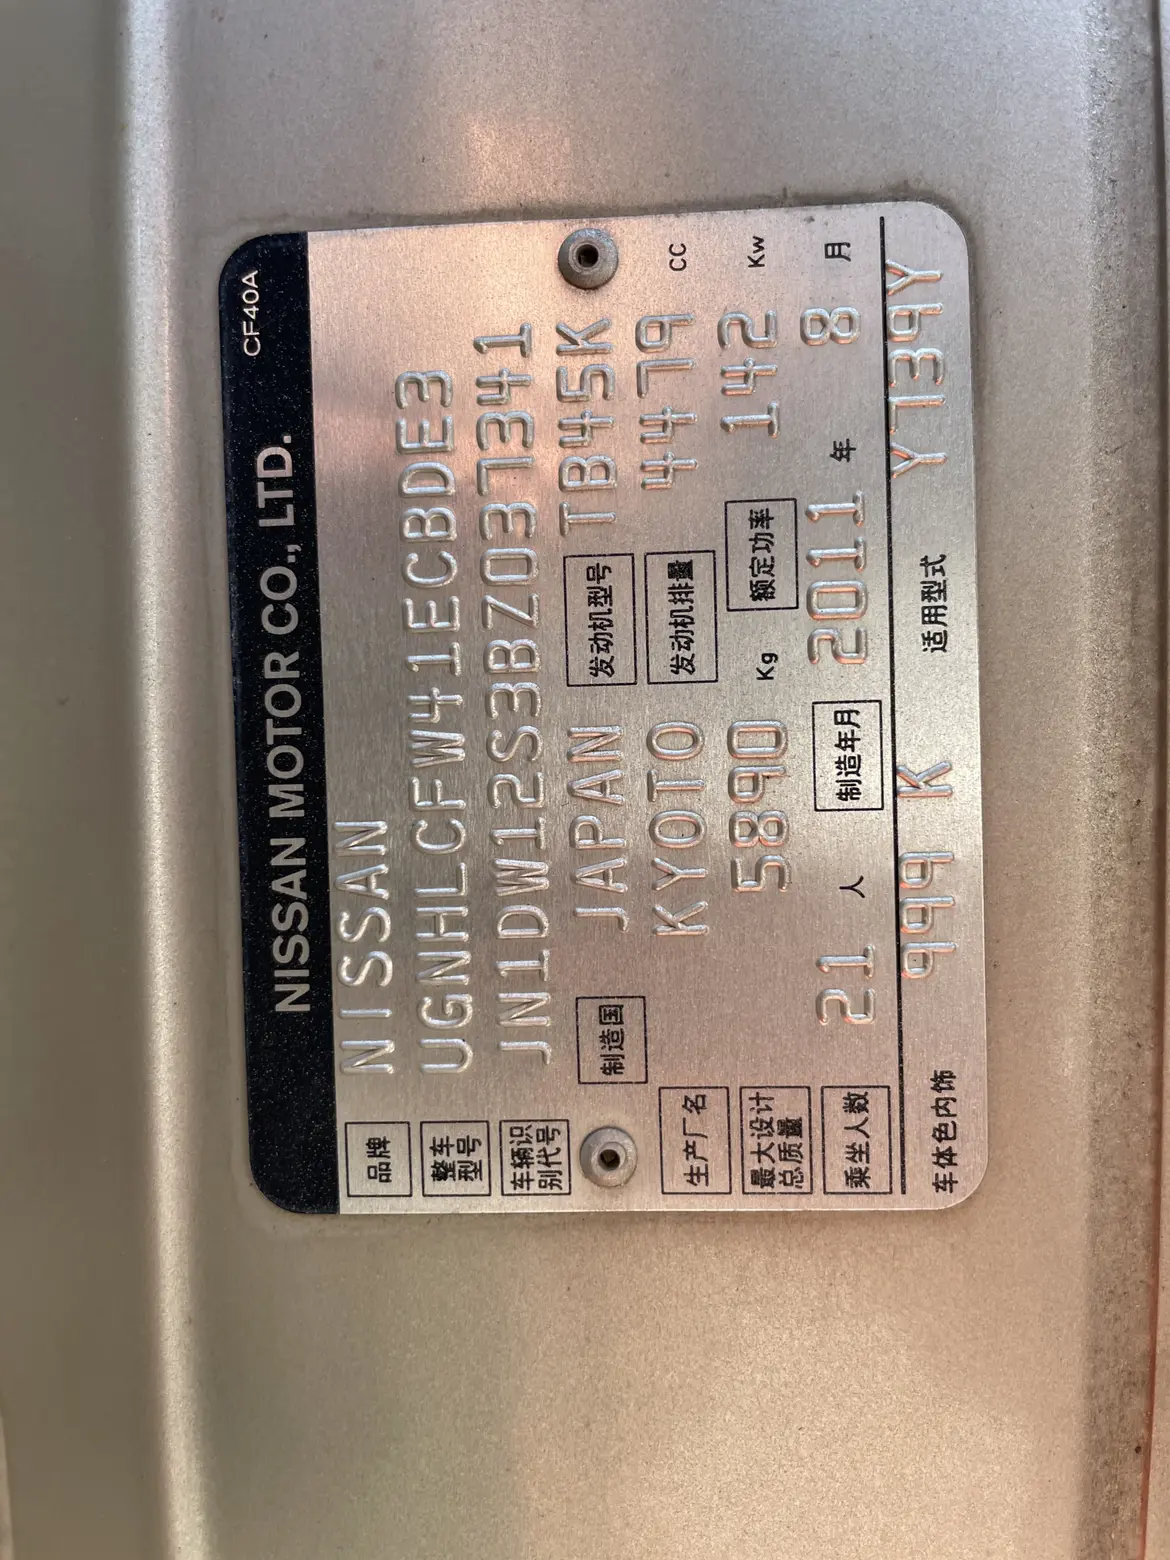 CF40A
NISSAN MOTOR CO., LTD.
品牌 NISSAN
整车型号 UGNHLCFW41ECBDE3
车辆识别代号 JN1DW12S3BZ037341
制造国 JAPAN 发动机型号 TB45K
生产厂名 KYOTO 发动机排量 4479 CC
最大设计总质量 5890 Kg 额定功率 142 Kw
乘坐人数 21 人 制造年月 2011 年 8 月
车体色内饰 999 K 适用型式 Y739Y